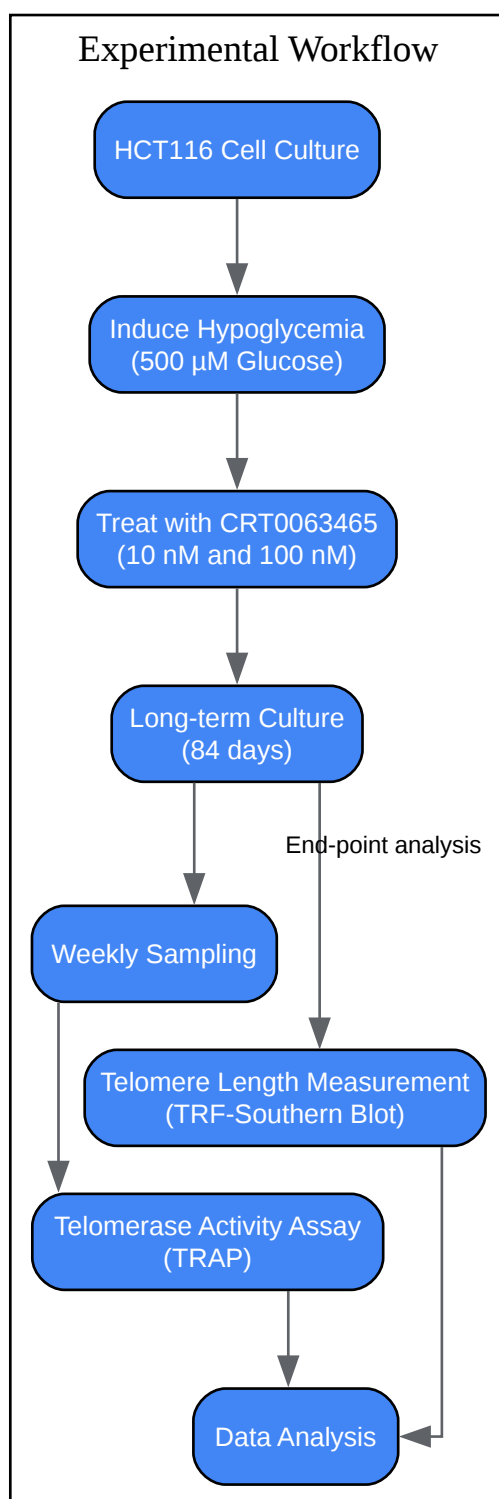 Experimental Workflow
HCT116 Cell Culture
Induce Hypoglycemia
(500 µM Glucose)
Treat with CRT0063465
(10 nM and 100 nM)
Long-term Culture
(84 days)
End-point analysis
Weekly Sampling
Telomere Length Measurement
(TRF-Southern Blot)
Telomerase Activity Assay
(TRAP)
Data Analysis